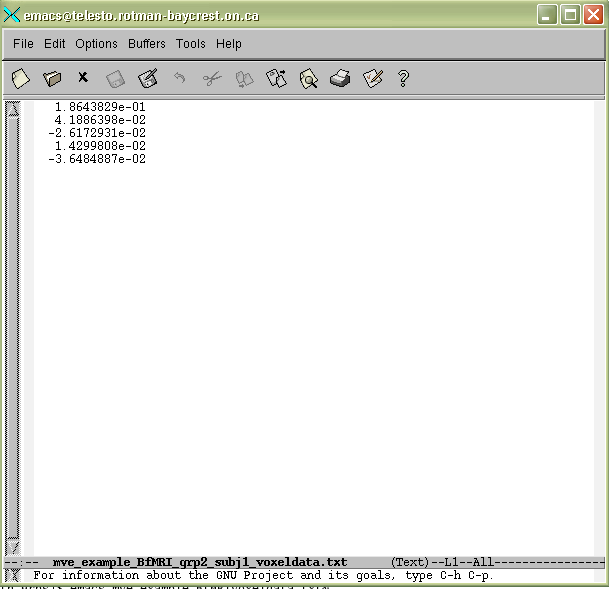 emacs@telesto.rotman-baycrest.on.ca
File Edit Options Buffers Tools Help
1.8643829e-01
4.1886398e-02
-2.6172931e-02
1.4299808e-02
-3.6484887e-02
--:-- mve_example_BfMRI_grp2_subj1_voxeldata.txt (Text)--L1--All----------------
For information about the GNU Project and its goals, type C-h C-p.